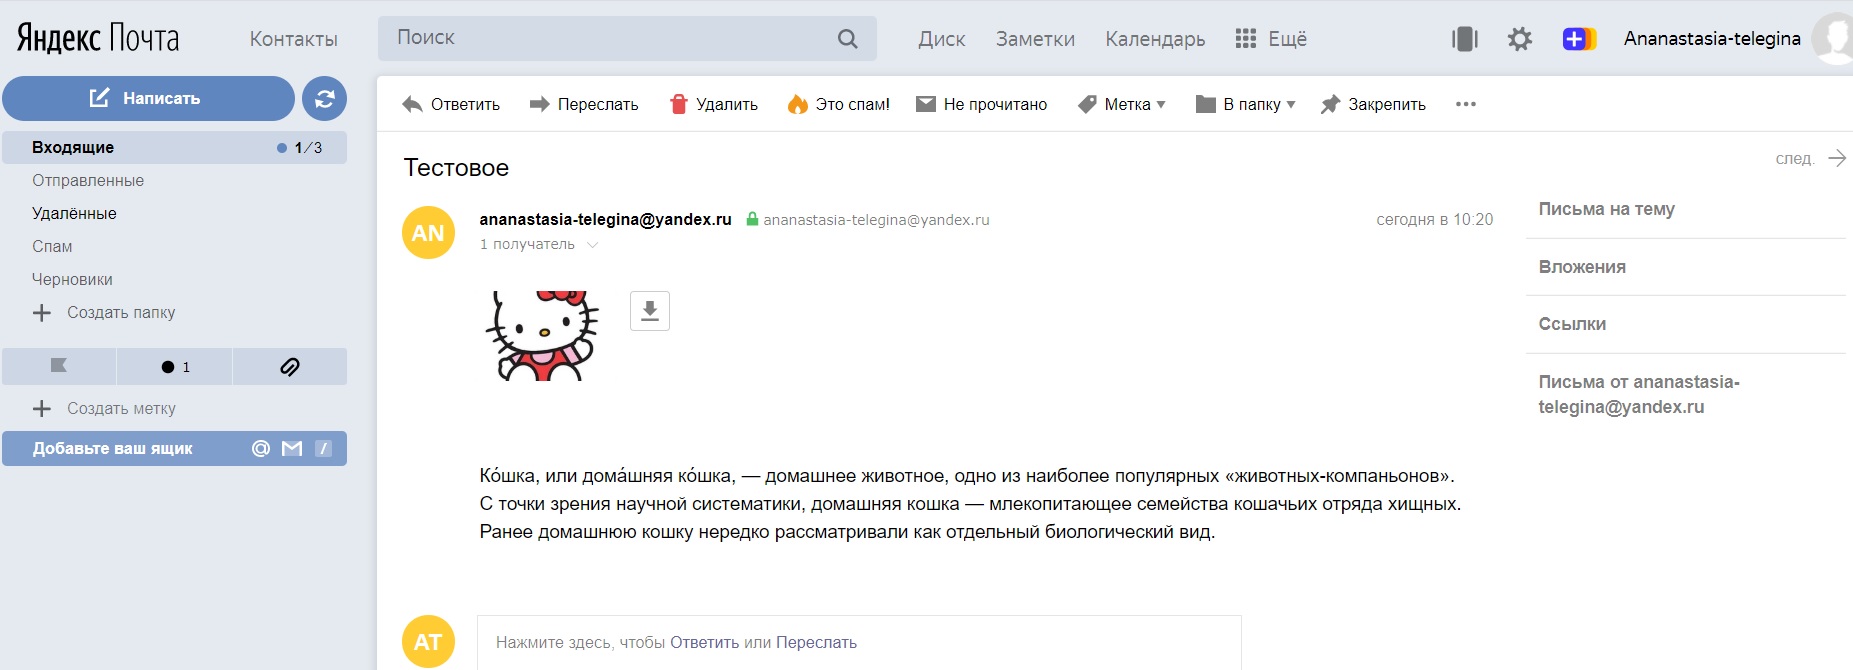 Яндекс Почта
Контакты
Поиск
Диск
Заметки
Календарь
Ещё
Ananastasia-telegina
Написать
Входящие 1/3
Отправленные
Удалённые
Спам
Черновики
Создать папку
1
Создать метку
Добавьте ваш ящик
Ответить
Переслать
Удалить
Это спам!
Не прочитано
Метка
В папку
Закрепить
Тестовое
след.
AN
ananastasia-telegina@yandex.ru ananastasia-telegina@yandex.ru
сегодня в 10:20
1 получатель
Ко́шка, или дома́шняя ко́шка, — домашнее животное, одно из наиболее популярных «животных-компаньонов».
С точки зрения научной систематики, домашняя кошка — млекопитающее семейства кошачьих отряда хищных.
Ранее домашнюю кошку нередко рассматривали как отдельный биологический вид.
AT
Нажмите здесь, чтобы Ответить или Переслать
Письма на тему
Вложения
Ссылки
Письма от ananastasia-
telegina@yandex.ru